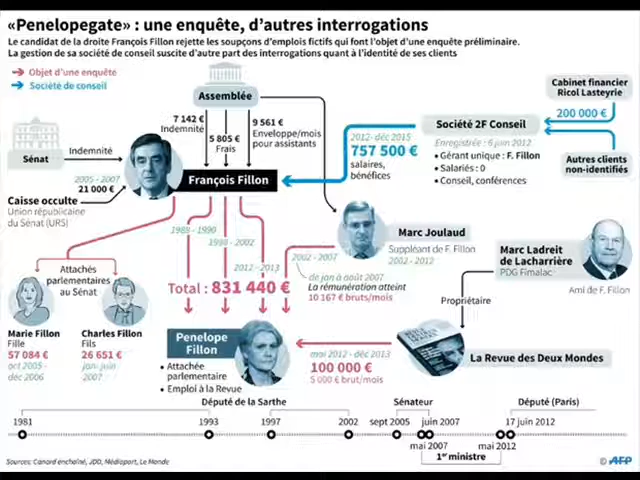 «Penelopegate» : une enquête, d'autres interrogations
Le candidat de la droite François Fillon rejette les soupçons d'emplois fictifs qui font l'objet d'une enquête préliminaire.
La gestion de sa société de conseil suscite d'autre part des interrogations quant à l'identité de ses clients
Objet d'une enquête
Société de conseil
Assemblée
7 142 €
Indemnité
5 805 €
Frais
9 561 €
Enveloppe/mois
pour assistants
Cabinet financier
Ricol Lasteyrie
200 000 €
Société 2F Conseil
Enregistrée : 6 juin 2012
• Gérant unique : F. Fillon
• Salariés : 0
• Conseil, conférences
Autres clients
non-identifiés
2012- déc 2015
757 500 €
salaires,
bénéfices
Sénat
Indemnité
2005 - 2007
21 000 €
Caisse occulte
Union républicaine
du Sénat (URS)
François Fillon
1988 - 1990
1998 - 2002
2012 - 2013
2002 - 2007
Marc Joulaud
Suppléant de F. Fillon
2002 - 2012
Marc Ladreit
de Lacharrière
PDG Fimalac
Ami de F. Fillon
de jan à août 2007
La rémunération atteint
10 167 € bruts/mois
Total : 831 440 €
Attachés
parlementaires
au Sénat
Marie Fillon
Fille
57 084 €
oct 2005 -
déc 2006
Charles Fillon
Fils
26 651 €
jan- juin
2007
Penelope
Fillon
• Attachée
parlementaire
• Emploi à la Revue
mai 2012 - déc 2013
100 000 €
5 000 € brut/mois
Propriétaire
La Revue des Deux Mondes
Député de la Sarthe
Sénateur
Député (Paris)
1981
1993
1997
2002
sept 2005
juin 2007
17 juin 2012
mai 2007
mai 2012
1er ministre
Sources: Canard enchaîné, JDD, Médiapart, Le Monde
© AFP